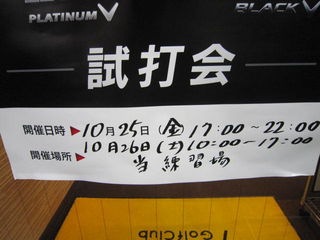 PLATINUM V
BLACK V
試打会
開催日時 ▶ 10月25日(金) 17:00〜22:00
10月26日(土) 10:00〜17:00
開催場所 ▶ 当練習場
Golf Club